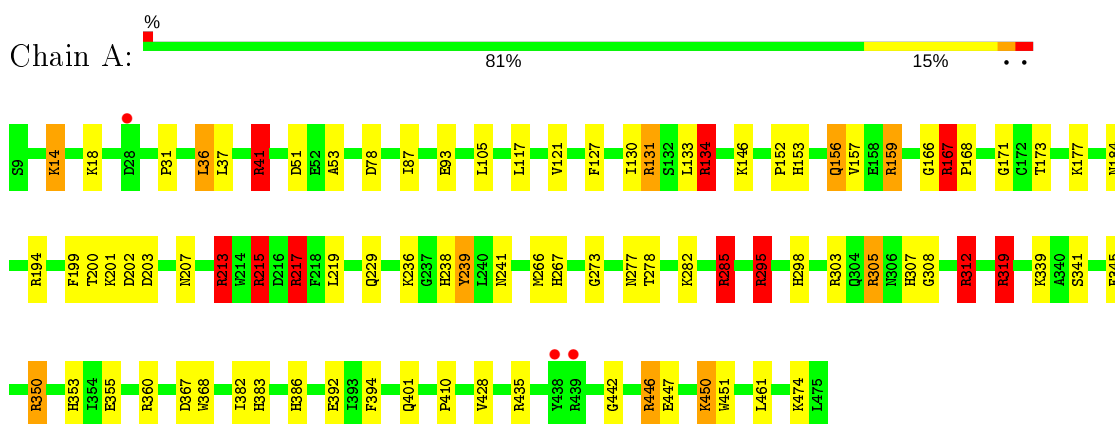 %
Chain A:
81% 15% • •
S9 K14 K18 D28 P31 L36 L37 R41 D51 E52 A53 D78 I87 E93 L105 L117 V121 F127 I130 R131 S132 L133 R134 K146 P152 H153 Q156 V157 E158 R159 G166 R167 P168 G171 C172 T173 K177
R194 F199 T200 K201 D202 D203 N207 R213 W214 R215 D216 R217 F218 L219 Q229 K236 G237 H238 Y239 L240 N241 M266 H267 G273 N277 T278 K282 R285 R295 H298 R303 Q304 R305 N306 H307 G308 R312 R319 K339 A340 S341
R350 H353 I354 E355 R360 D367 W368 I382 H383 H386 E392 I393 F394 Q401 P410 V428 R435 Y438 R439 G442 R446 E447 K450 W451 L461 K474 L475